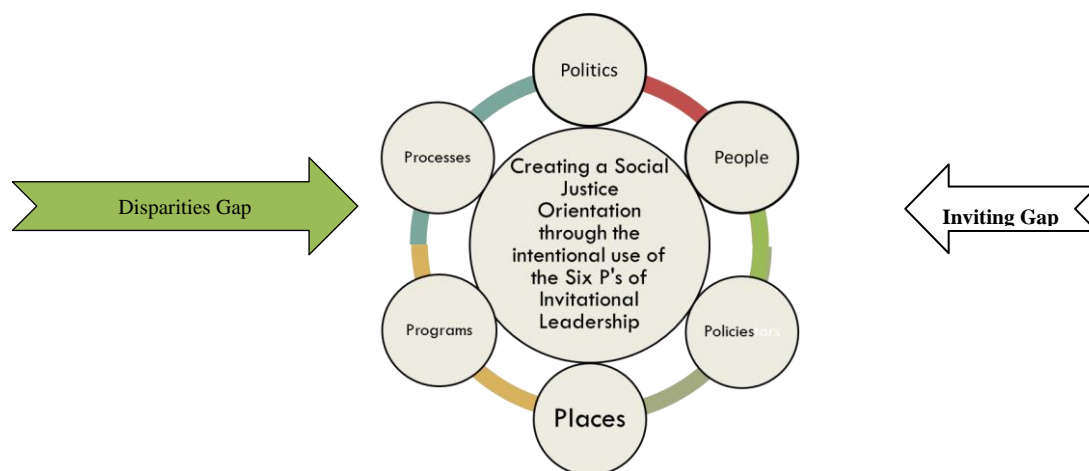 Politics
Processes
People
Creating a Social
Justice
Orientation
through the
intentional use of
the Six P's of
Invitational
Leadership
Disparities Gap
Inviting Gap
Programs
Policiestors
Places